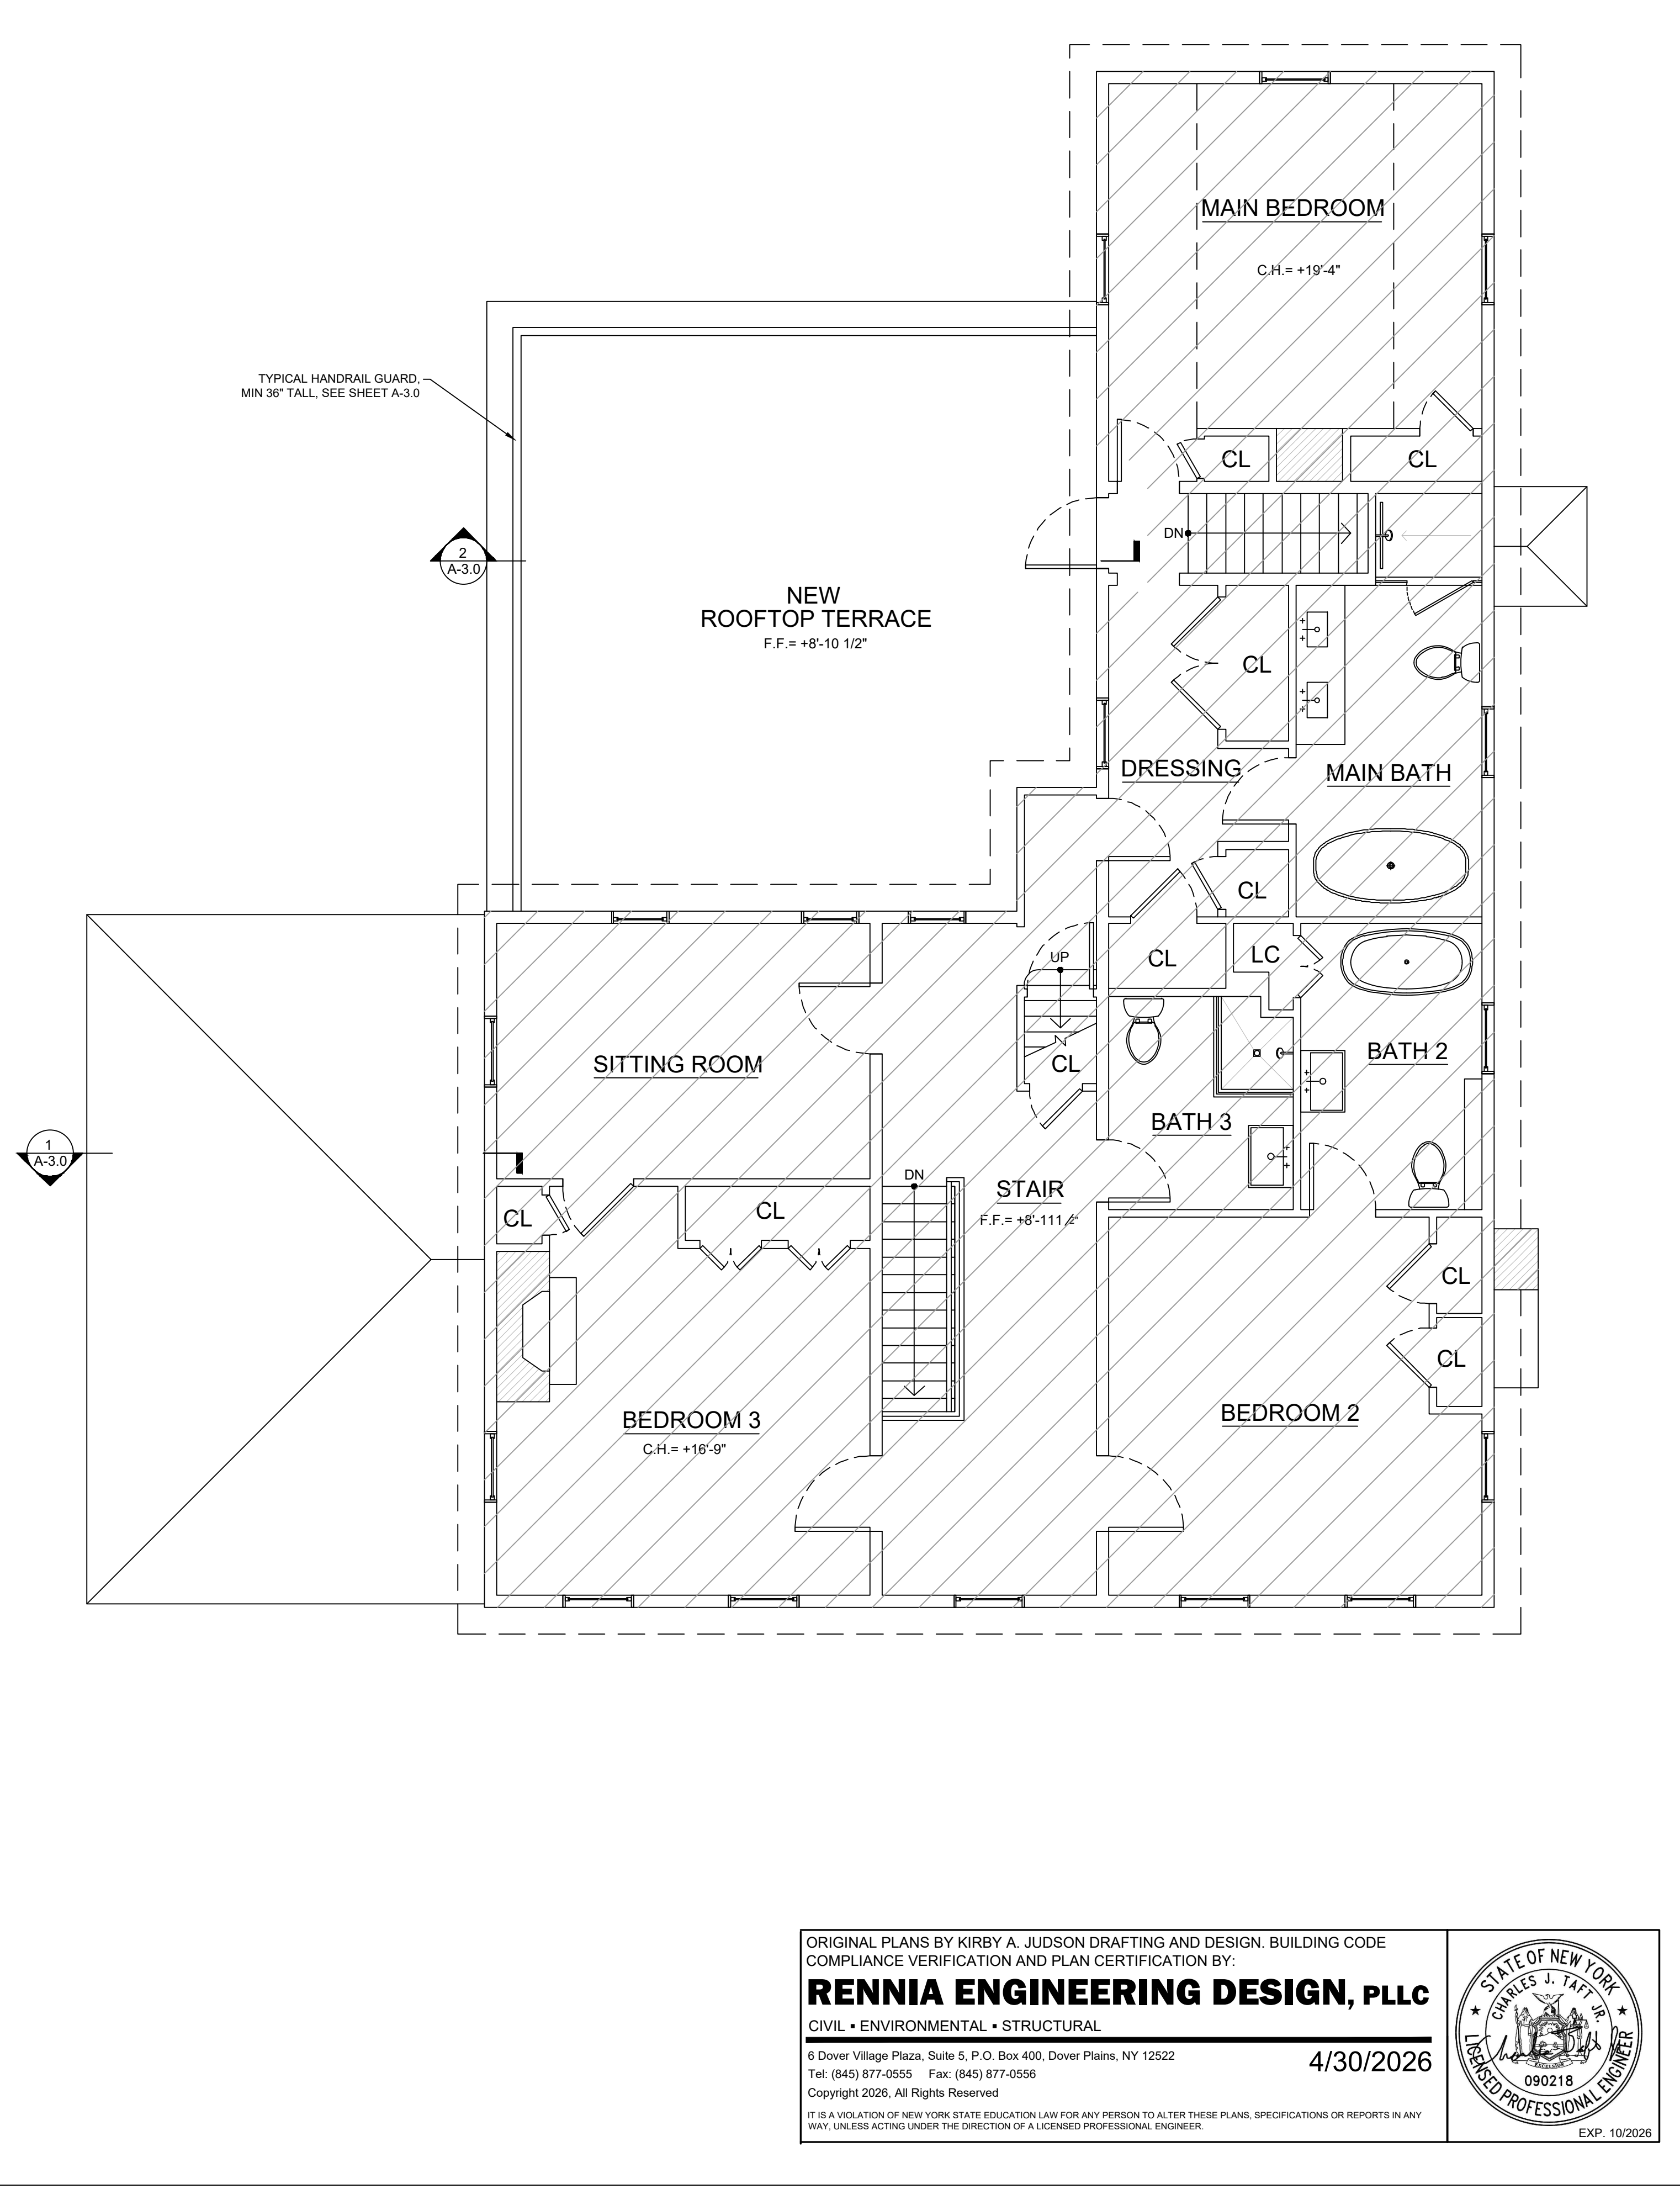 MAIN BEDROOM
C.H.= +19'-4"
TYPICAL HANDRAIL GUARD,
MIN 36" TALL, SEE SHEET A-3.0
CL
CL
DN
2
A-3.0
NEW
ROOFTOP TERRACE
F.F.= +8'-10 1/2"
CL
DRESSING
MAIN BATH
CL
UP
CL
LC
SITTING ROOM
CL
BATH 2
BATH 3
1
A-3.0
DN
STAIR
F.F.= +8'-111/2"
CL
CL
CL
CL
BEDROOM 3
C.H.= +16'-9"
BEDROOM 2
ORIGINAL PLANS BY KIRBY A. JUDSON DRAFTING AND DESIGN. BUILDING CODE
COMPLIANCE VERIFICATION AND PLAN CERTIFICATION BY:
RENNIA ENGINEERING DESIGN, PLLC
CIVIL ▪ ENVIRONMENTAL ▪ STRUCTURAL
6 Dover Village Plaza, Suite 5, P.O. Box 400, Dover Plains, NY 12522
Tel: (845) 877-0555 Fax: (845) 877-0556
Copyright 2026, All Rights Reserved
4/30/2026
IT IS A VIOLATION OF NEW YORK STATE EDUCATION LAW FOR ANY PERSON TO ALTER THESE PLANS, SPECIFICATIONS OR REPORTS IN ANY
WAY, UNLESS ACTING UNDER THE DIRECTION OF A LICENSED PROFESSIONAL ENGINEER.
STATE OF NEW YORK
CHARLES J. TAFT JR.
EXCELSIOR
090218
LICENSED PROFESSIONAL ENGINEER
EXP. 10/2026